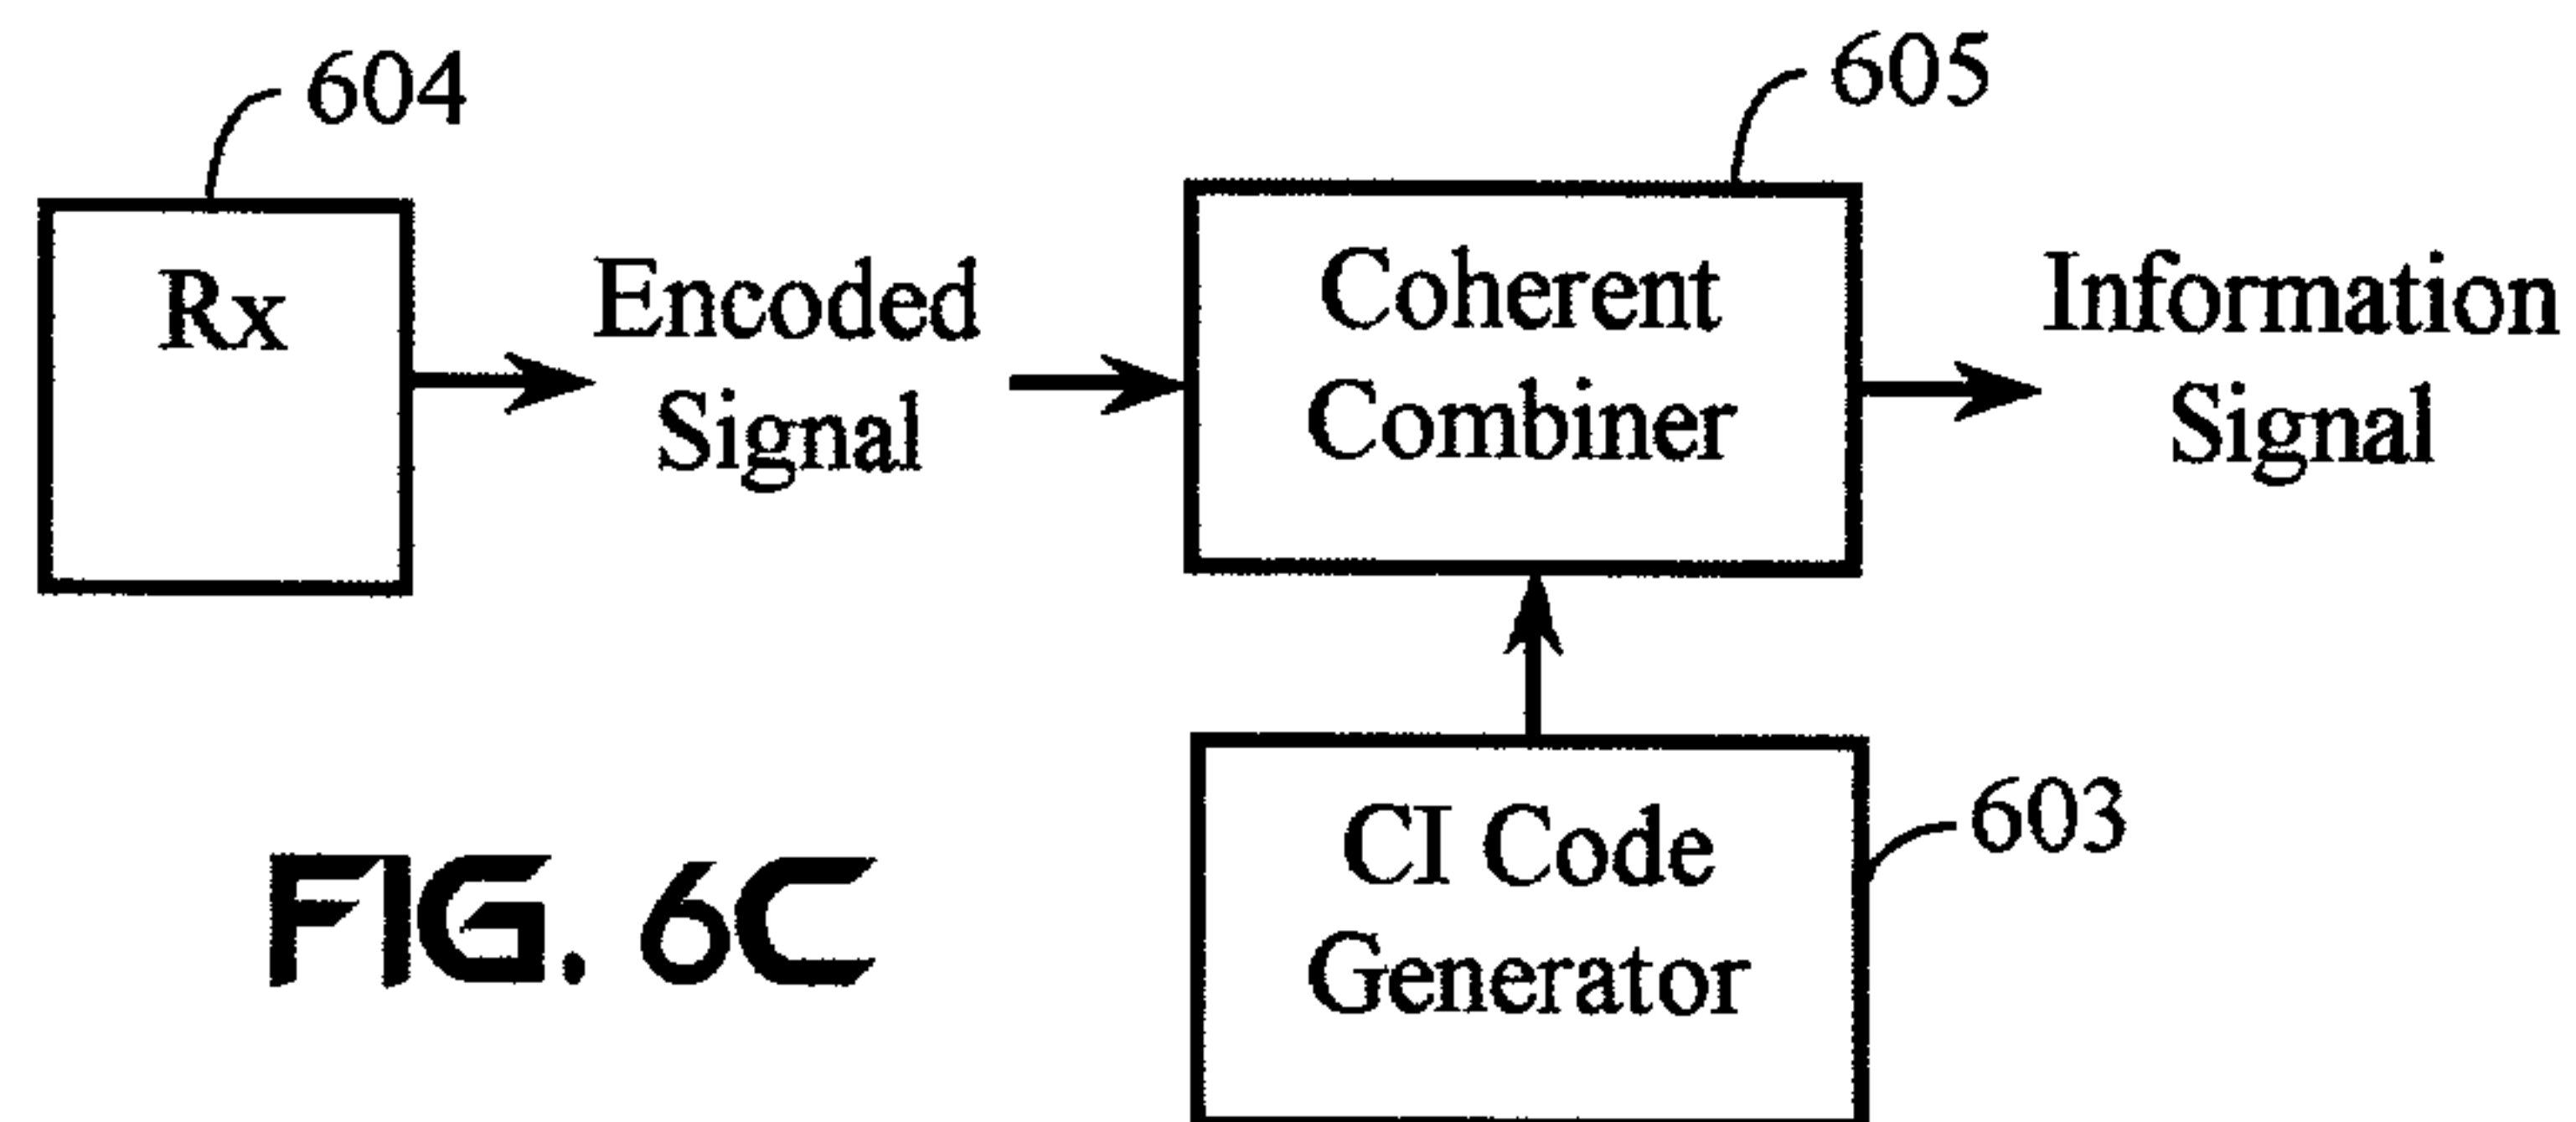 604
605
Rx
Encoded
Signal
Coherent
Combiner
Information
Signal
603
CI Code
Generator
FIG. 6C